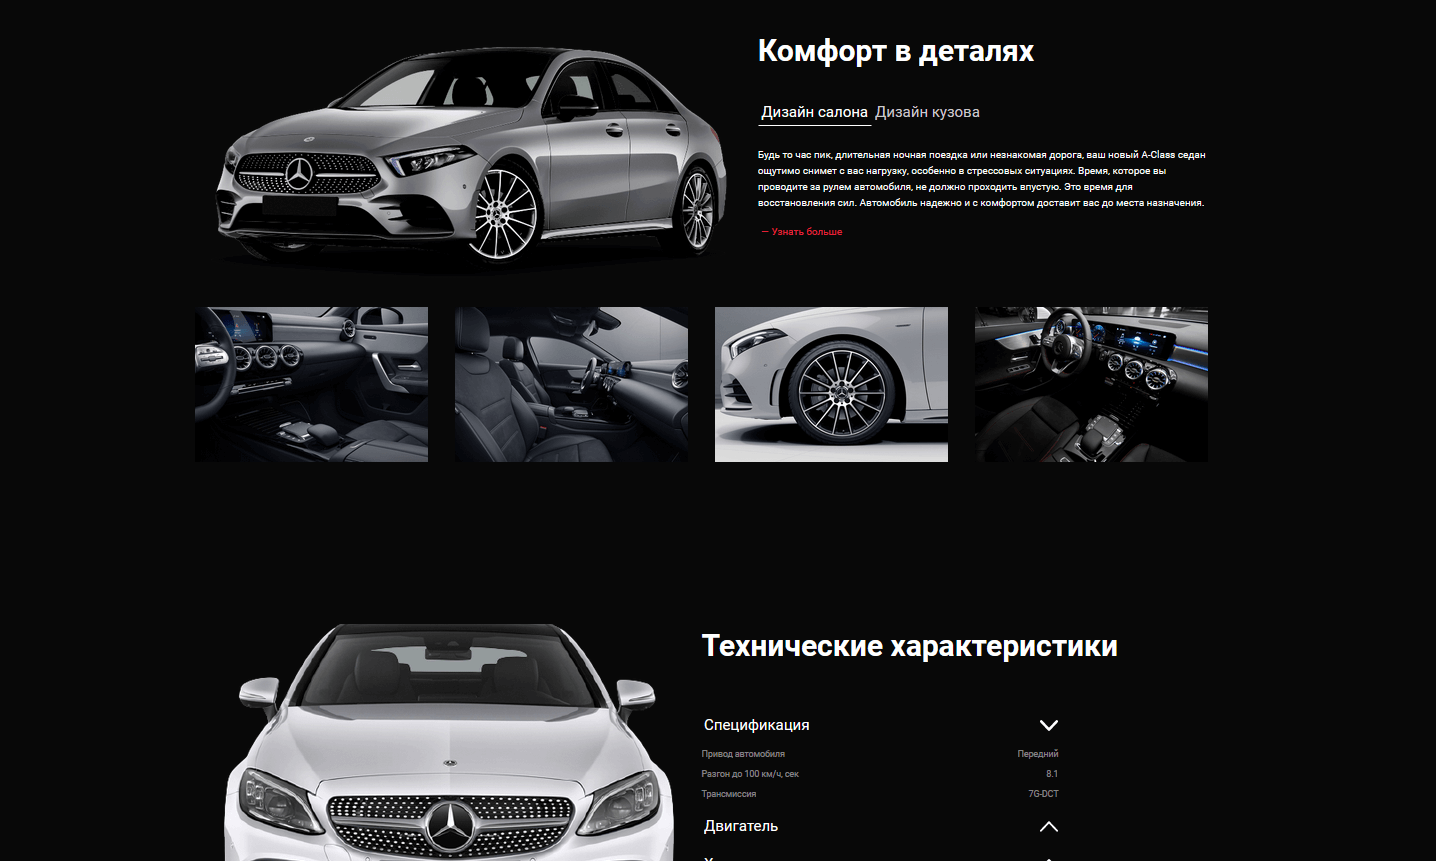 Комфорт в деталях
Дизайн салона Дизайн кузова
Будь то час пик, длительная ночная поездка или незнакомая дорога, ваш новый A-Class седан
ощутимо снимет с вас нагрузку, особенно в стрессовых ситуациях. Время, которое вы
проводите за рулем автомобиля, не должно проходить впустую. Это время для
восстановления сил. Автомобиль надежно и с комфортом доставит вас до места назначения.
— Узнать больше
Технические характеристики
Спецификация
Привод автомобиля Передний
Разгон до 100 км/ч, сек 8.1
Трансмиссия 7G-DCT
Двигатель